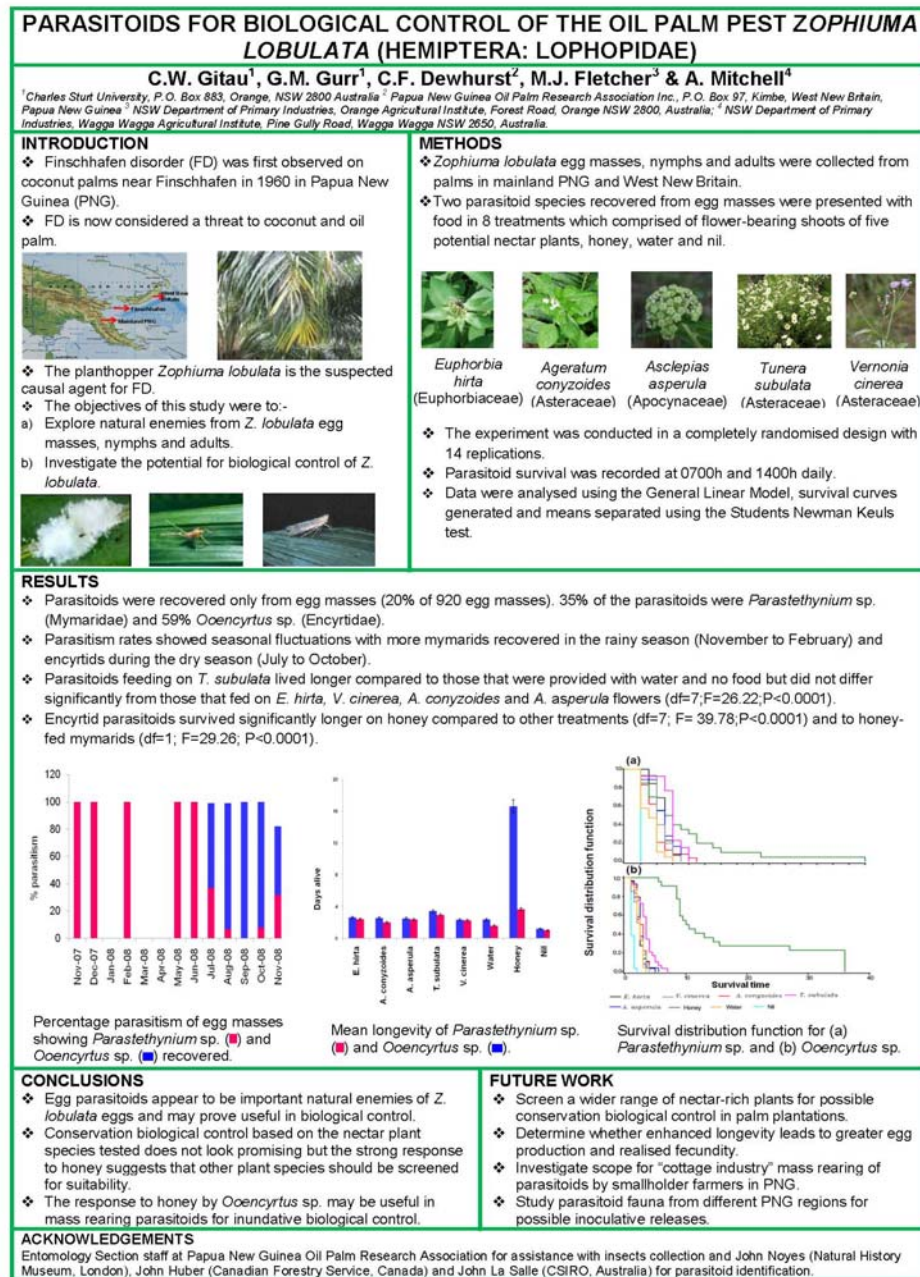 PARASITOIDS FOR BIOLOGICAL CONTROL OF THE OIL PALM PEST ZOPHIUMA
LOBULATA (HEMIPTERA: LOPHOPIDAE)
C.W. Gitau1, G.M. Gurr1, C.F. Dewhurst2, M.J. Fletcher3 & A. Mitchell4
1Charles Sturt University, P.O. Box 883, Orange, NSW 2800 Australia 2 Papua New Guinea Oil Palm Research Association Inc., P.O. Box 97, Kimbe, West New Britain,
Papua New Guinea 3 NSW Department of Primary Industries, Orange Agricultural Institute, Forest Road, Orange NSW 2800, Australia; 4 NSW Department of Primary
Industries, Wagga Wagga Agricultural Institute, Pine Gully Road, Wagga Wagga NSW 2650, Australia.
INTRODUCTION
❖ Finschhafen disorder (FD) was first observed on
coconut palms near Finschhafen in 1960 in Papua New
Guinea (PNG).
❖ FD is now considered a threat to coconut and oil
palm.
Finschhafen
Mainland PNG
❖ The planthopper Zophiuma lobulata is the suspected
causal agent for FD.
❖ The objectives of this study were to:-
a) Explore natural enemies from Z. lobulata egg
masses, nymphs and adults.
b) Investigate the potential for biological control of Z.
lobulata.
METHODS
❖Zophiuma lobulata egg masses, nymphs and adults were collected from
palms in mainland PNG and West New Britain.
❖Two parasitoid species recovered from egg masses were presented with
food in 8 treatments which comprised of flower-bearing shoots of five
potential nectar plants, honey, water and nil.
Euphorbia
hirta
(Euphorbiaceae)
Ageratum
conyzoides
(Asteraceae)
Asclepias
asperula
(Apocynaceae)
Tunera
subulata
(Asteraceae)
Vernonia
cinerea
(Asteraceae)
❖ The experiment was conducted in a completely randomised design with
14 replications.
❖ Parasitoid survival was recorded at 0700h and 1400h daily.
❖ Data were analysed using the General Linear Model, survival curves
generated and means separated using the Students Newman Keuls
test.
RESULTS
❖ Parasitoids were recovered only from egg masses (20% of 920 egg masses). 35% of the parasitoids were Parastethynium sp.
(Mymaridae) and 59% Ooencyrtus sp. (Encyrtidae).
❖ Parasitism rates showed seasonal fluctuations with more mymarids recovered in the rainy season (November to February) and
encyrtids during the dry season (July to October).
❖ Parasitoids feeding on T. subulata lived longer compared to those that were provided with water and no food but did not differ
significantly from those that fed on E. hirta, V. cinerea, A. conyzoides and A. asperula flowers (df=7;F=26.22;P<0.0001).
❖ Encyrtid parasitoids survived significantly longer on honey compared to other treatments (df=7; F= 39.78;P<0.0001) and to honey-
fed mymarids (df=1; F=29.26; P<0.0001).
% parasitism
120
100
80
60
40
20
0
Nov-07
Dec-07
Jan-08
Feb-08
Mar-08
Apr-08
May-08
Jun-08
Jul-08
Aug-08
Sep-08
Oct-08
Nov-08
Percentage parasitism of egg masses
showing Parastethynium sp. (■) and
Ooencyrtus sp. (■) recovered.
Days alive
E. hirta
A. conyzoides
A. asperula
T. subulata
V. cinerea
Water
Honey
Nil
Mean longevity of Parastethynium sp.
(■) and Ooencyrtus sp. (■).
Survival distribution function
(a)
(b)
Survival time
E. hirta V. cinerea A. conyzoides T. subulata
A. asperula Honey Water Nil
Survival distribution function for (a)
Parastethynium sp. and (b) Ooencyrtus sp.
CONCLUSIONS
❖ Egg parasitoids appear to be important natural enemies of Z.
lobulata eggs and may prove useful in biological control.
❖ Conservation biological control based on the nectar plant
species tested does not look promising but the strong response
to honey suggests that other plant species should be screened
for suitability.
❖ The response to honey by Ooencyrtus sp. may be useful in
mass rearing parasitoids for inundative biological control.
FUTURE WORK
❖ Screen a wider range of nectar-rich plants for possible
conservation biological control in palm plantations.
❖ Determine whether enhanced longevity leads to greater egg
production and realised fecundity.
❖ Investigate scope for "cottage industry" mass rearing of
parasitoids by smallholder farmers in PNG.
❖ Study parasitoid fauna from different PNG regions for
possible inoculative releases.
ACKNOWLEDGEMENTS
Entomology Section staff at Papua New Guinea Oil Palm Research Association for assistance with insects collection and John Noyes (Natural History
Museum, London), John Huber (Canadian Forestry Service, Canada) and John La Salle (CSIRO, Australia) for parasitoid identification.